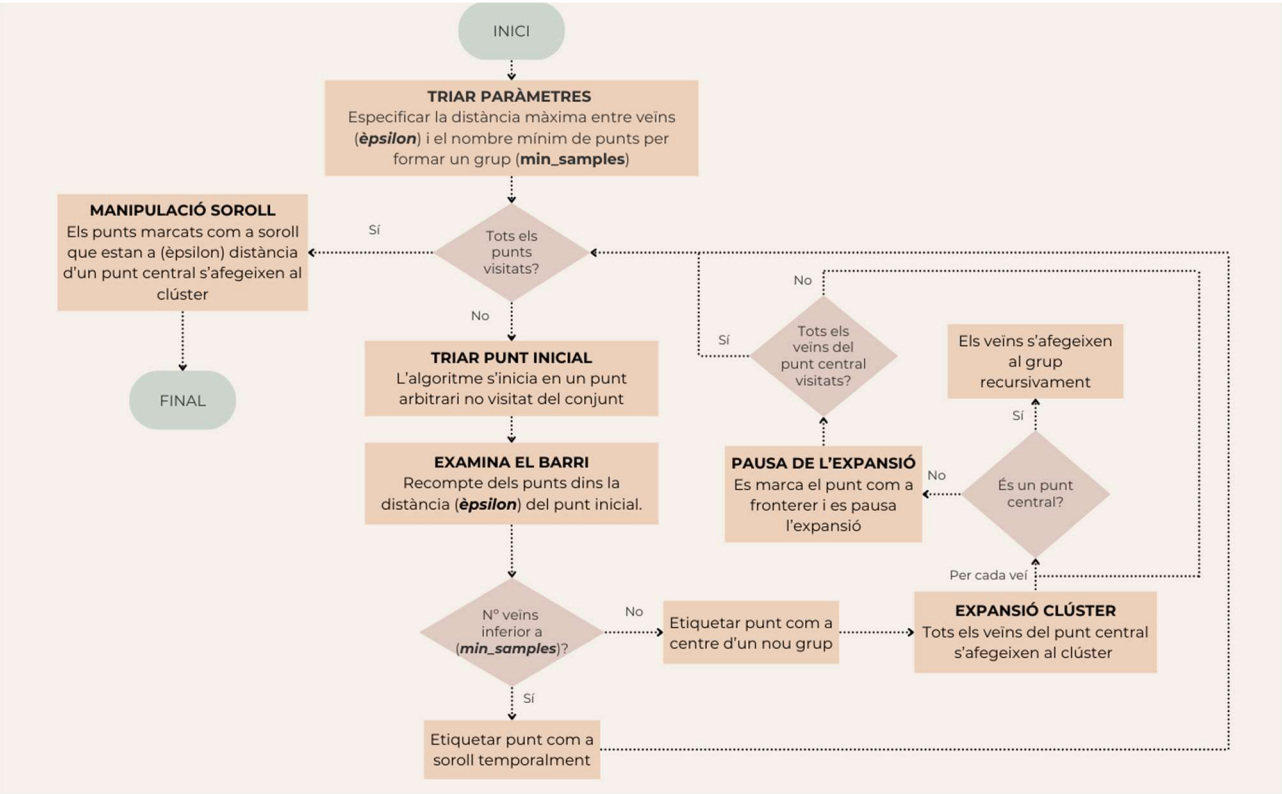 INICI
TRIAR PARÀMETRES
Especificar la distància màxima entre veïns
(èpsilon) i el nombre mínim de punts per
formar un grup (min_samples)
MANIPULACIÓ SOROLL
Els punts marcats com a soroll
que estan a (èpsilon) distància
d'un punt central s'afegeixen al
clúster
Sí
Tots els
punts
visitats?
No
FINAL
TRIAR PUNT INICIAL
L'algoritme s'inicia en un punt
arbitrari no visitat del conjunt
EXAMINA EL BARRI
Recompte dels punts dins la
distància (èpsilon) del punt inicial.
Nº veïns
inferior a
(min_samples)?
No
Sí
Etiquetar punt com a
soroll temporalment
Etiquetar punt com a
centre d'un nou grup
EXPANSIÓ CLÚSTER
Tots els veïns del punt central
s'afegeixen al clúster
Per cada veí
És un punt
central?
Sí
Els veïns s'afegeixen
al grup
recursivament
No
PAUSA DE L'EXPANSIÓ
Es marca el punt com a
fronterer i es pausa
l'expansió
Tots els
veïns del
punt central
visitats?
Sí
No